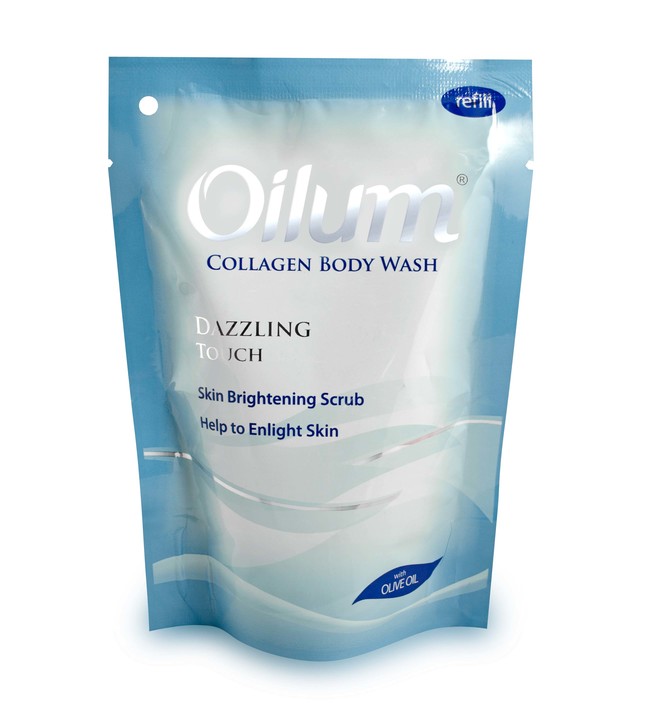 refill
Oilum®
COLLAGEN BODY WASH
DAZZLING
TOUCH
Skin Brightening Scrub
Help to Enlight Skin
with
OLIVE OIL